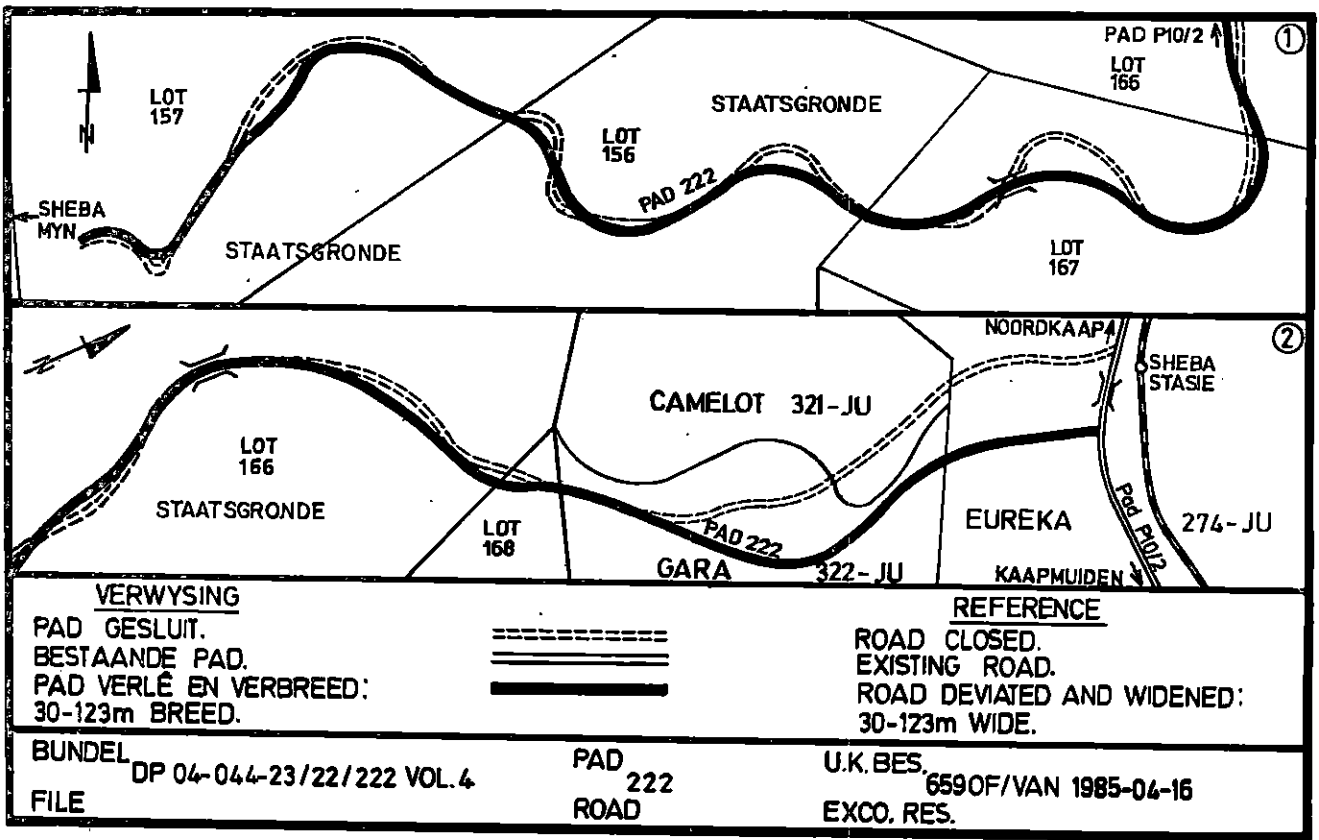 PAD P10/2
①
LOT
166
LOT
157
STAATSGRONDE
LOT
156
PAD 222
SHEBA
MYN
N
STAATSGRONDE
LOT
167
NOORDKAAP
②
N
SHEBA
STASIE
CAMELOT 321-JU
LOT
166
STAATSGRONDE
LOT
168
PAD 222
EUREKA
274-JU
Pad P10/2
GARA 322-JU
KAAPMUIDEN
VERWYSING
PAD GESLUIT.
BESTAANDE PAD.
PAD VERLÊ EN VERBREED:
30-123m BREED.
REFERENCE
ROAD CLOSED.
EXISTING ROAD.
ROAD DEVIATED AND WIDENED:
30-123m WIDE.
BUNDEL
DP 04-044-23/22/222 VOL.4
FILE
PAD
222
ROAD
U.K. BES.
659 OF/VAN 1985-04-16
EXCO. RES.